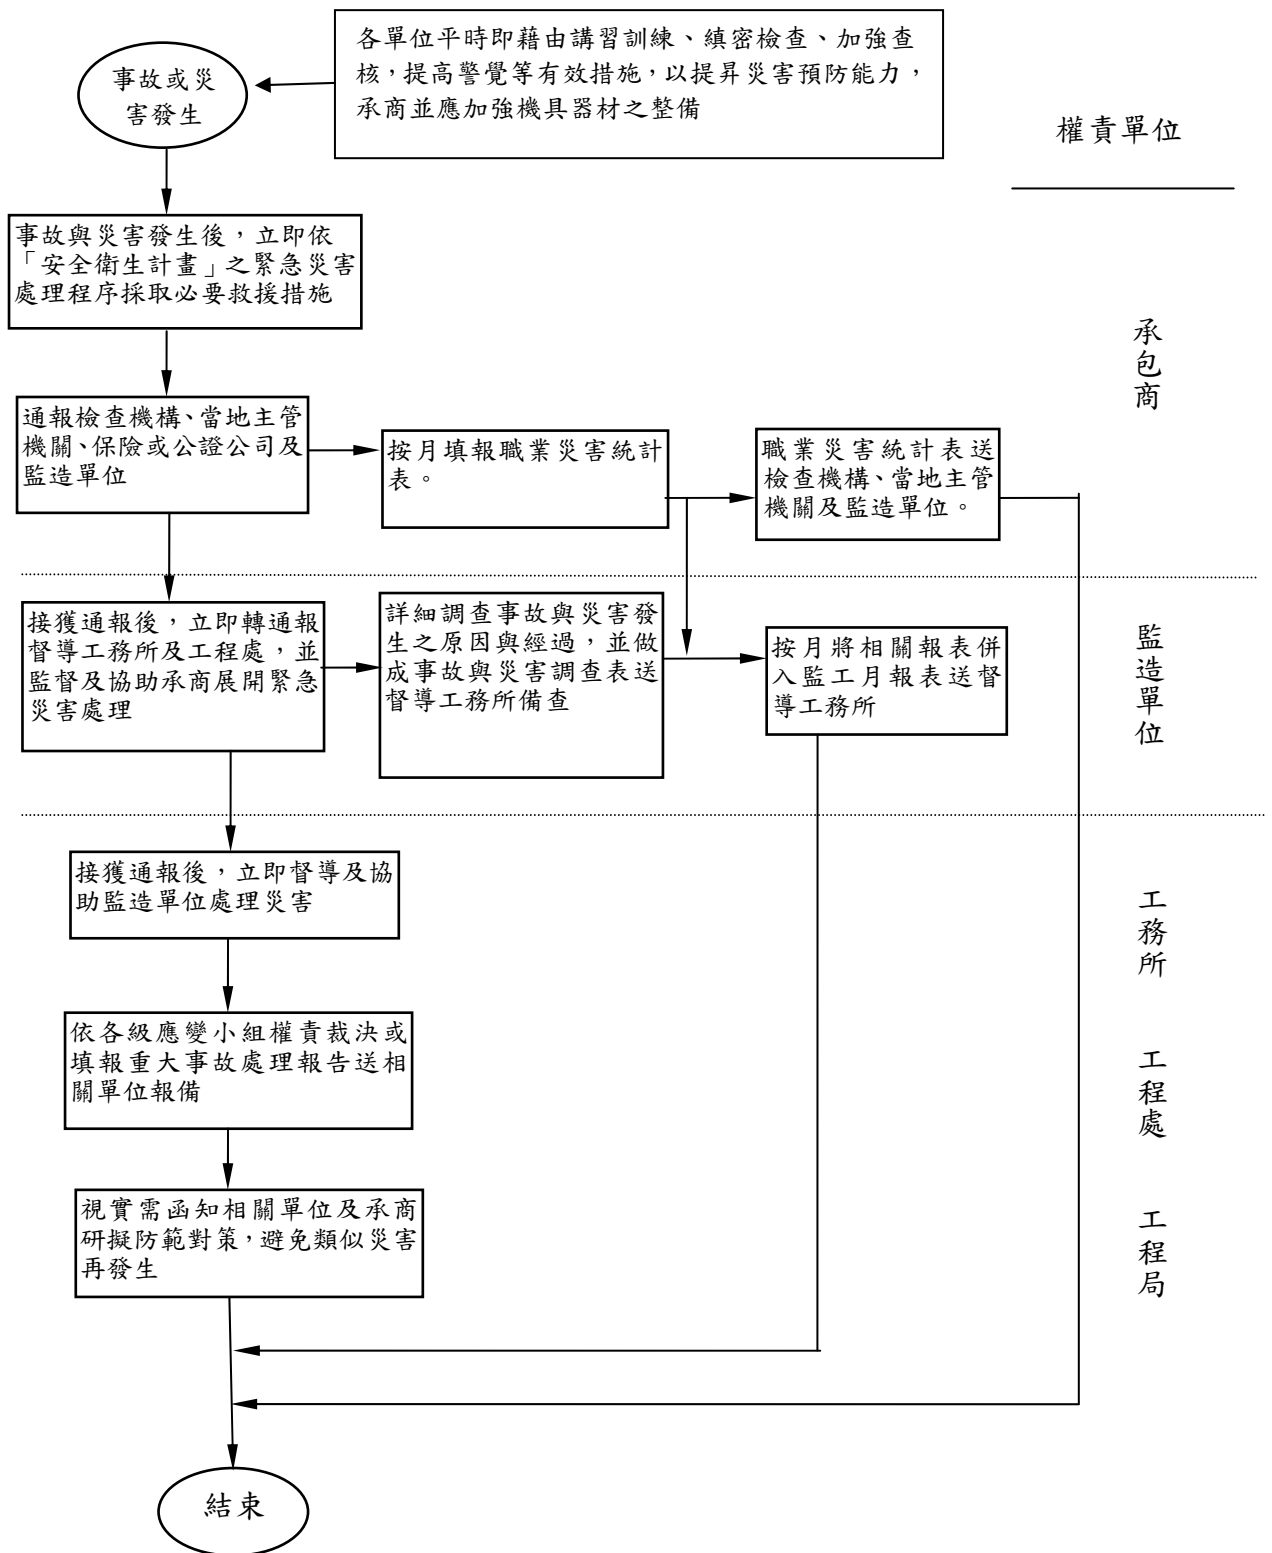 各單位平時即藉由講習訓練、縝密檢查、加強查
核，提高警覺等有效措施，以提昇災害預防能力，
承商並應加強機具器材之整備
事故或災
害發生
權責單位
事故與災害發生後，立即依
「安全衛生計畫」之緊急災害
處理程序採取必要救援措施
承包商
通報檢查機構、當地主管
機關、保險或公證公司及
監造單位
按月填報職業災害統計
表。
職業災害統計表送
檢查機構、當地主管
機關及監造單位。
接獲通報後，立即轉通報
督導工務所及工程處，並
監督及協助承商展開緊急
災害處理
詳細調查事故與災害發
生之原因與經過，並做
成事故與災害調查表送
督導工務所備查
按月將相關報表併
入監工月報表送督
導工務所
監造單位
接獲通報後，立即督導及協
助監造單位處理災害
工務所
依各級應變小組權責裁決或
填報重大事故處理報告送相
關單位報備
工程處
視實需函知相關單位及承商
研擬防範對策，避免類似災害
再發生
工程局
結束